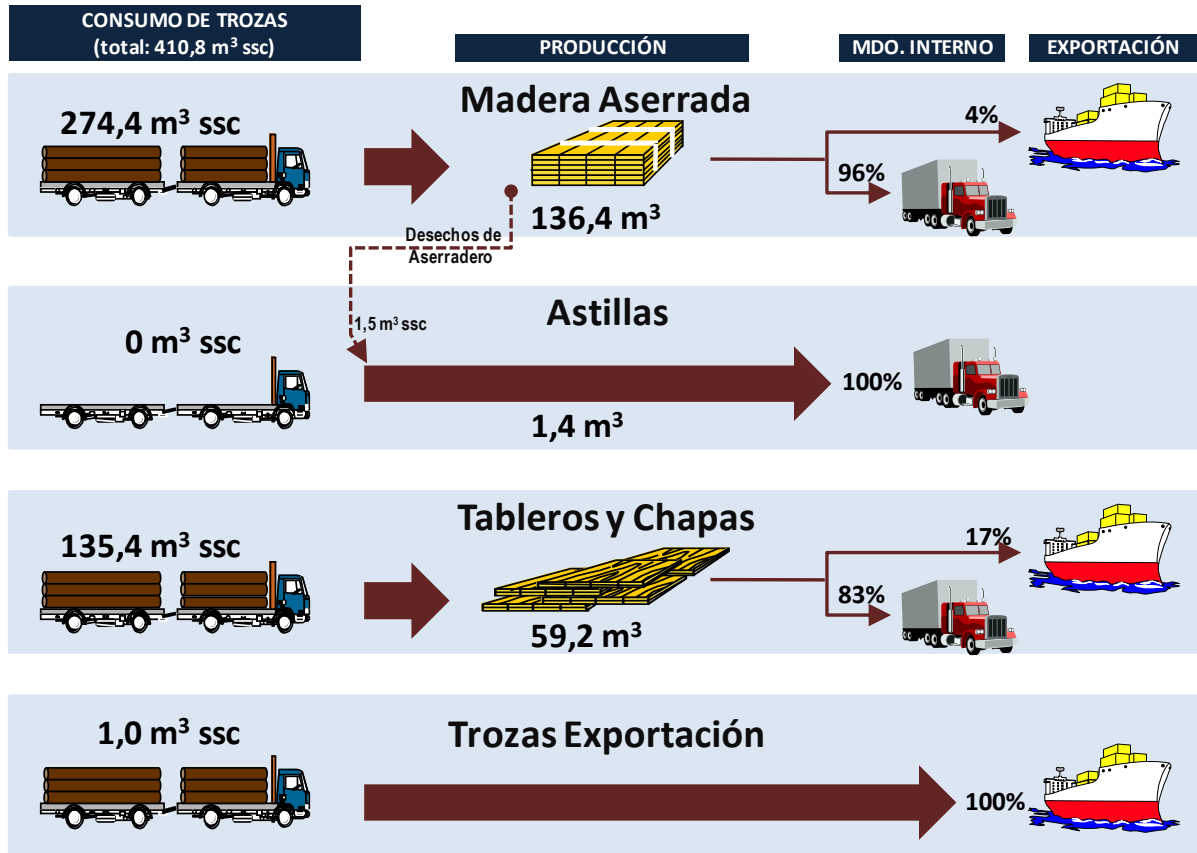 CONSUMO DE TROZAS
(total: 410,8 m³ ssc)
PRODUCCIÓN
MDO. INTERNO
EXPORTACIÓN
Madera Aserrada
274,4 m³ ssc
136,4 m³
4%
96%
Desechos de
Aserradero
Astillas
0 m³ ssc
1,5 m³ ssc
1,4 m³
100%
Tableros y Chapas
135,4 m³ ssc
59,2 m³
17%
83%
Trozas Exportación
1,0 m³ ssc
100%